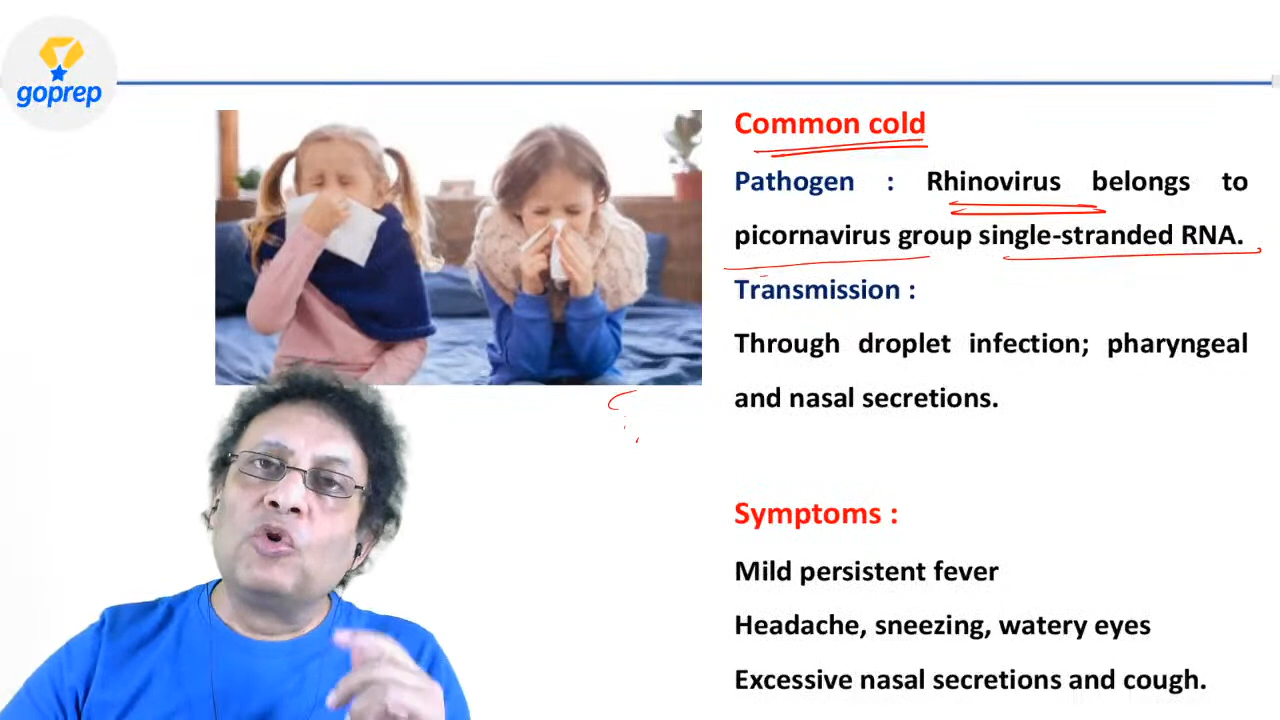 goprep
Common cold
Pathogen : Rhinovirus belongs to
picornavirus group single-stranded RNA.
Transmission :
Through droplet infection; pharyngeal
and nasal secretions.
Symptoms :
Mild persistent fever
Headache, sneezing, watery eyes
Excessive nasal secretions and cough.